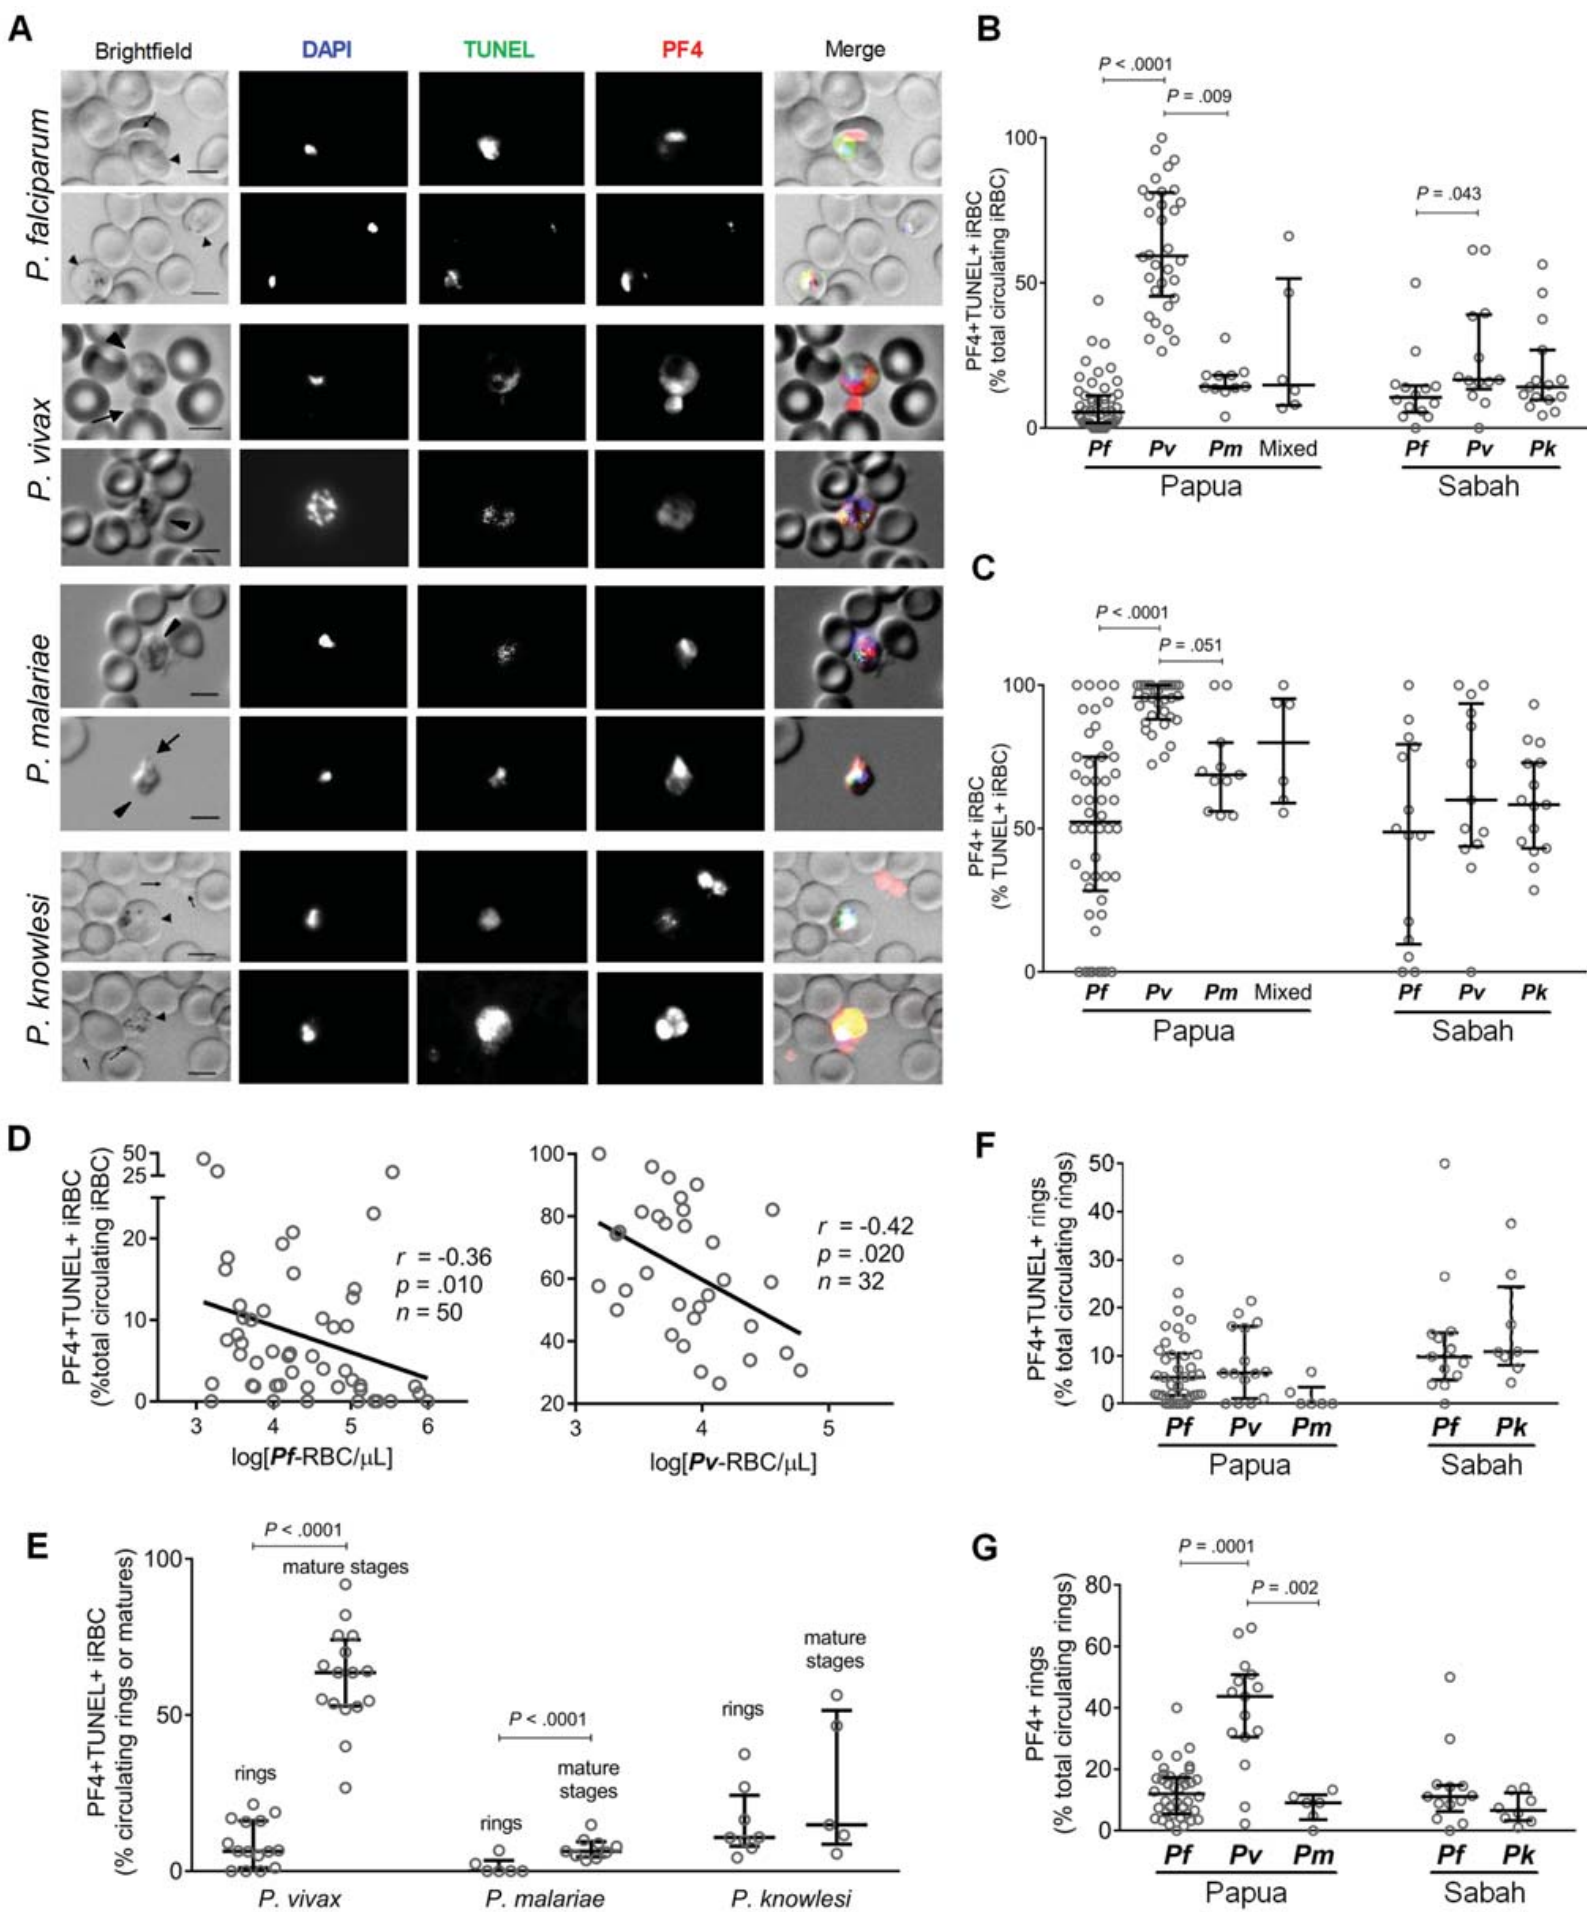 A
Brightfield
DAPI
TUNEL
PF4
Merge
P. falciparum
P. vivax
P. malariae
P. knowlesi
B
P < .0001
P = .009
P = .043
PF4+TUNEL+ iRBC
(% total circulating iRBC)
100
50
0
Pf Pv Pm Mixed
Pf Pv Pk
Papua
Sabah
C
P < .0001
P = .051
PF4+ iRBC
(% TUNEL+ iRBC)
100
50
0
Pf Pv Pm Mixed
Pf Pv Pk
Papua
Sabah
D
PF4+TUNEL+ iRBC
(%total circulating iRBC)
50
25
20
10
0
r = -0.36
p = .010
n = 50
3 4 5 6
log[Pf-RBC/µL]
100
80
60
40
20
r = -0.42
p = .020
n = 32
3 4 5
log[Pv-RBC/µL]
F
PF4+TUNEL+ rings
(% total circulating rings)
50
40
30
20
10
0
Pf Pv Pm
Pf Pk
Papua
Sabah
E
P < .0001
mature stages
PF4+TUNEL+ iRBC
(% circulating rings or matures)
100
50
0
rings
P < .0001
rings
mature
stages
rings
mature
stages
P. vivax
P. malariae
P. knowlesi
G
P = .0001
P = .002
PF4+ rings
(% total circulating rings)
80
60
40
20
0
Pf Pv Pm
Pf Pk
Papua
Sabah